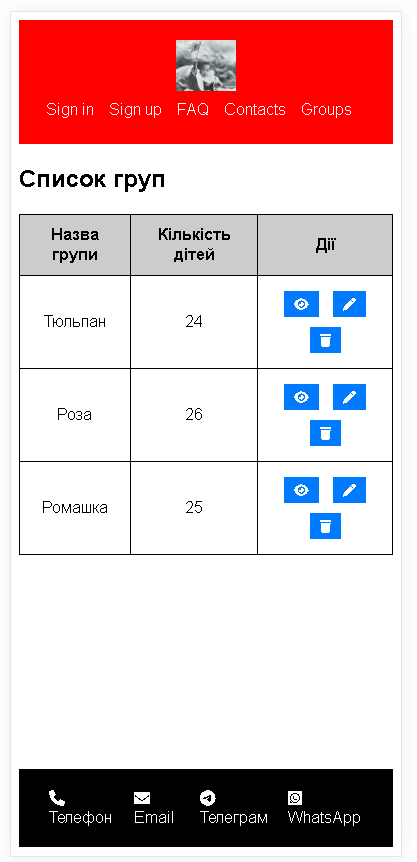 Sign in Sign up FAQ Contacts Groups
Список груп
Назва групи Кількість дітей Дії
Тюльпан 24
Роза 26
Ромашка 25
Телефон Email Телеграм WhatsApp